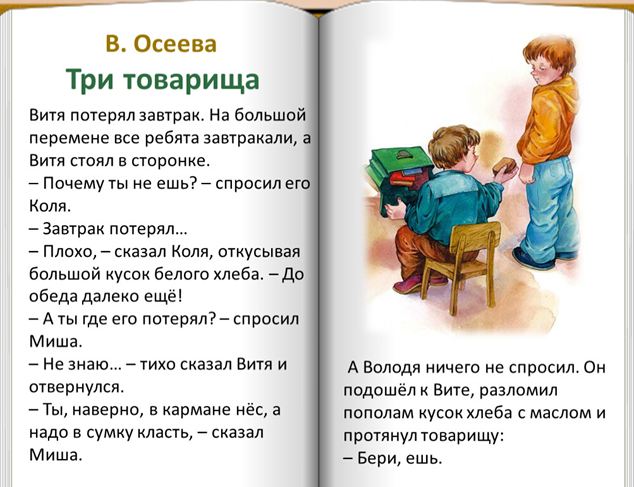 В. Осеева
Три товарища
Витя потерял завтрак. На большой
перемене все ребята завтракали, а
Витя стоял в сторонке.
– Почему ты не ешь? – спросил его
Коля.
– Завтрак потерял…
– Плохо, – сказал Коля, откусывая
большой кусок белого хлеба. – До
обеда далеко ещё!
– А ты где его потерял? – спросил
Миша.
– Не знаю… – тихо сказал Витя и
отвернулся.
– Ты, наверно, в кармане нёс, а
надо в сумку класть, – сказал
Миша.
А Володя ничего не спросил. Он
подошёл к Вите, разломил
пополам кусок хлеба с маслом и
протянул товарищу:
– Бери, ешь.